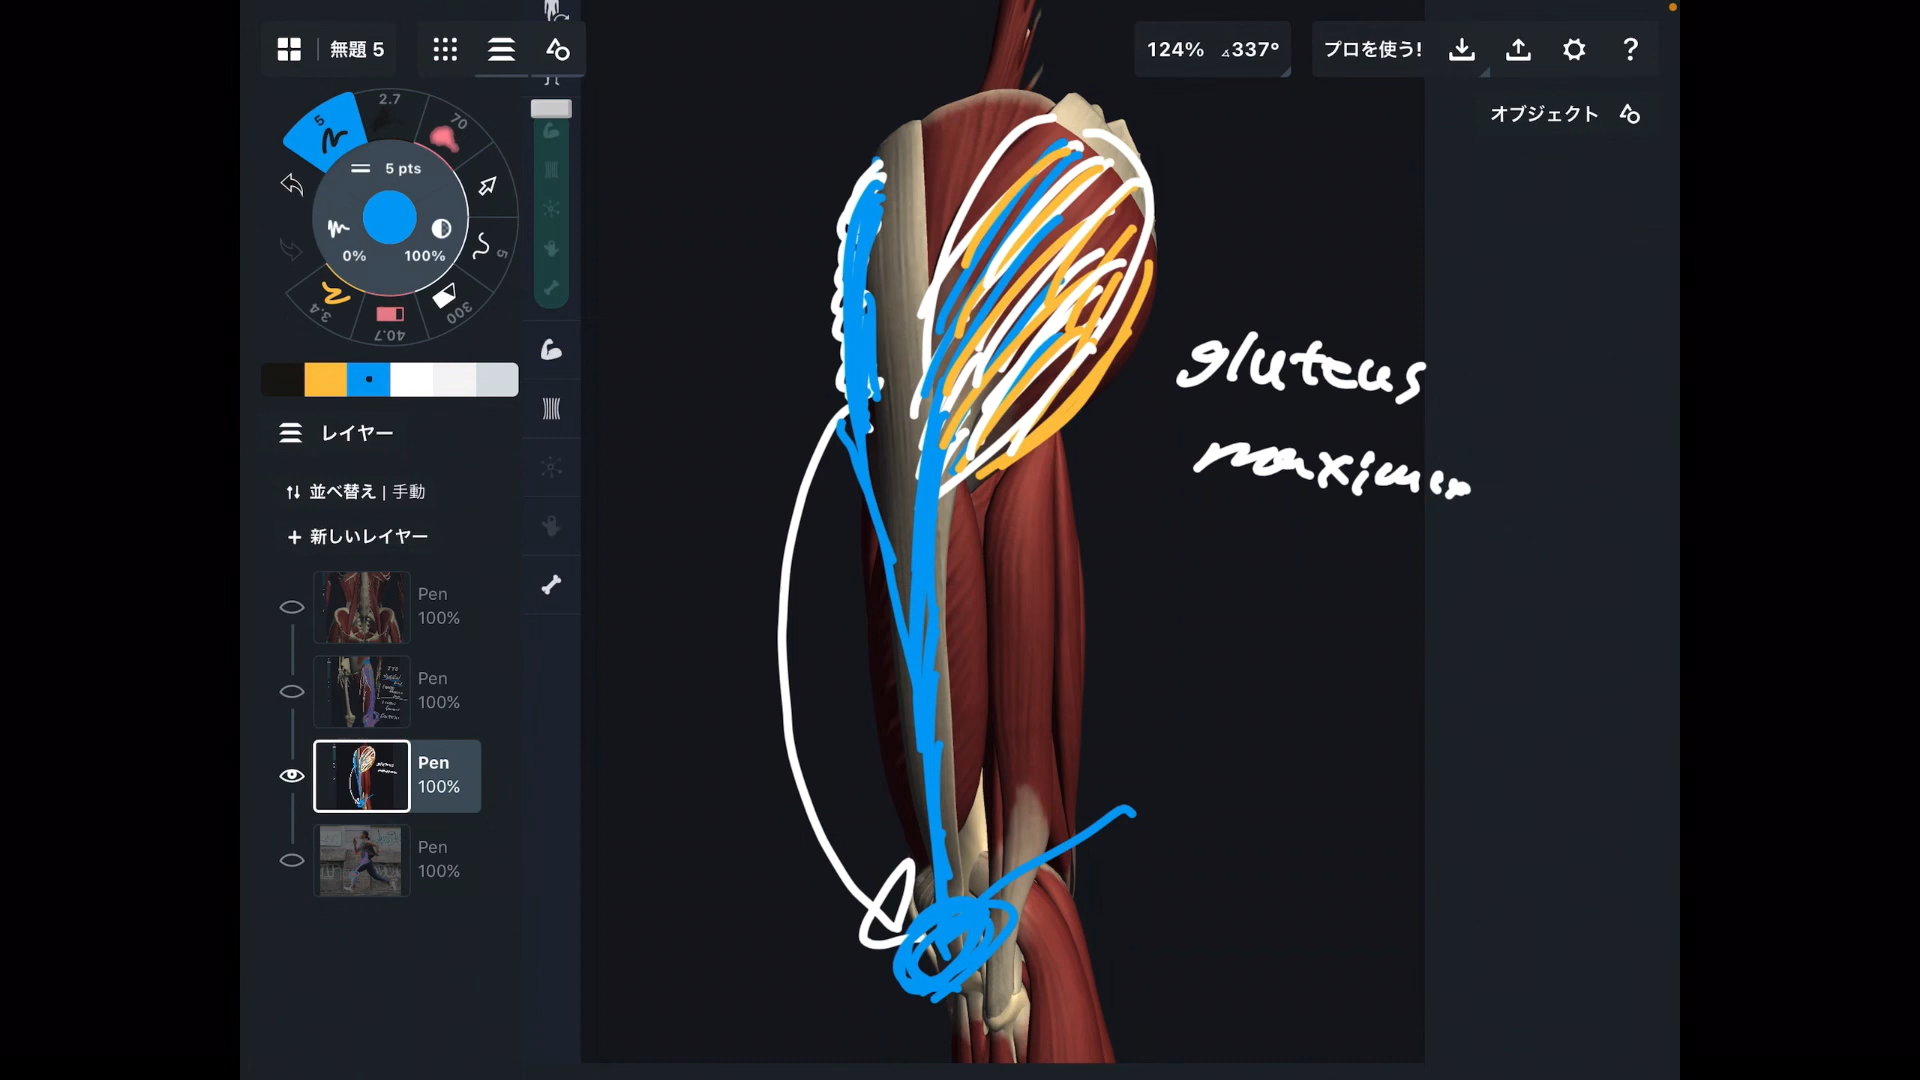 無題 5
124% ⦟337°
プロを使う!
?
オブジェクト
2.7
5
70
5 pts
0%
100%
5
3.4
40.7
300
レイヤー
並べ替え | 手動
+ 新しいレイヤー
Pen
100%
Pen
100%
Pen
100%
Pen
100%
gluteus